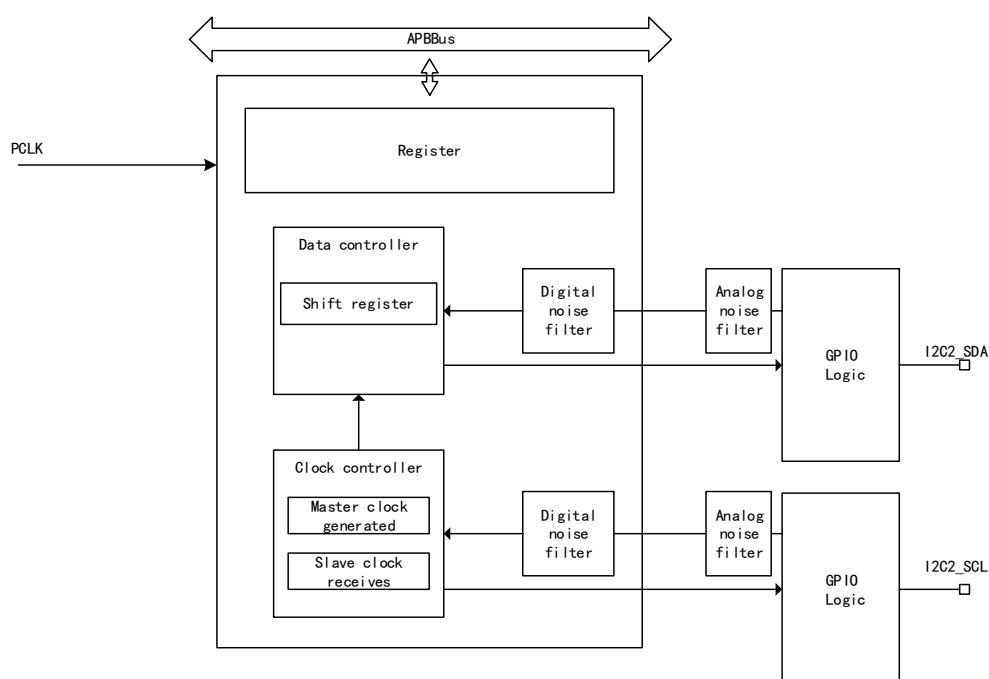 APBBus
PCLK
Register
Data controller
Shift register
Digital
noise
filter
Analog
noise
filter
GPIO
Logic
I2C2_SDA
Clock controller
Master clock
generated
Slave clock
receives
Digital
noise
filter
Analog
noise
filter
GPIO
Logic
I2C2_SCL